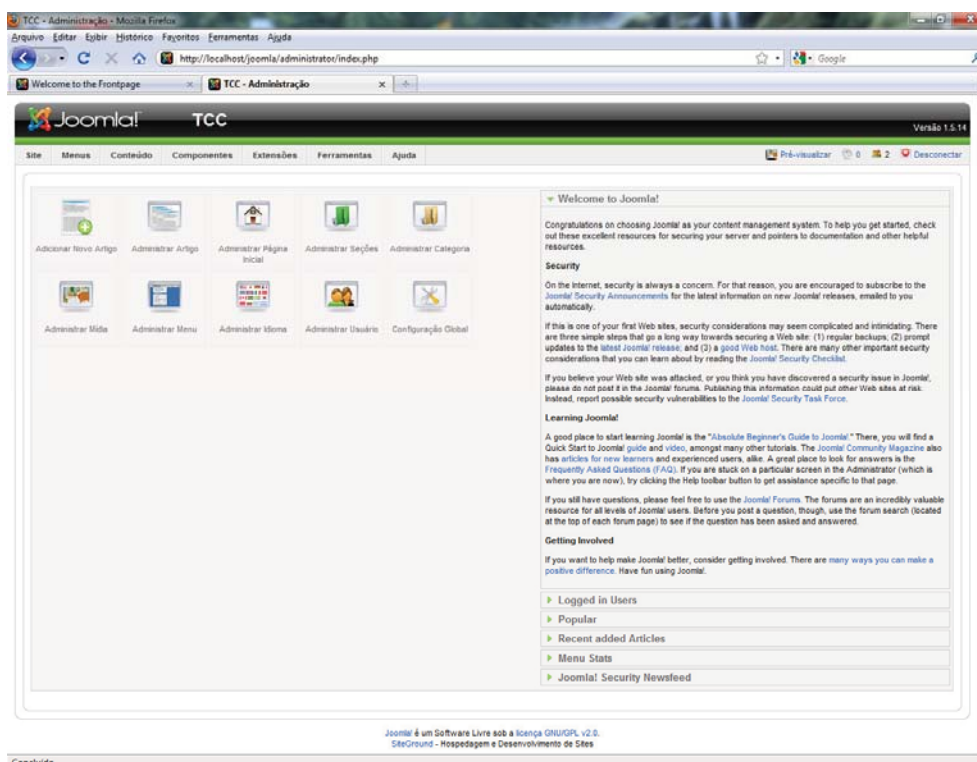 TCC - Administração - Mozilla Firefox
Arquivo Editar Exibir Histórico Favoritos Ferramentas Ajuda
http://localhost/joomla/administrator/index.php
Google
Welcome to the Frontpage
TCC - Administração
Joomla!
TCC
Versão 1.5.14
Site Menus Conteúdo Componentes Extensões Ferramentas Ajuda
Pré-visualizar 0 2 Desconectar
Adicionar Novo Artigo
Administrar Artigo
Administrar Página
Inicial
Administrar Seções
Administrar Categoria
Administrar Mídia
Administrar Menu
Administrar Idioma
Administrar Usuário
Configuração Global
Welcome to Joomla!
Congratulations on choosing Joomla! as your content management system. To help you get started, check
out these excellent resources for securing your server and pointers to documentation and other helpful
resources.
Security
On the Internet, security is always a concern. For that reason, you are encouraged to subscribe to the
Joomla! Security Announcements for the latest information on new Joomla! releases, emailed to you
automatically.
If this is one of your first Web sites, security considerations may seem complicated and intimidating. There
are three simple steps that go a long way towards securing a Web site: (1) regular backups; (2) prompt
updates to the latest Joomla! release; and (3) a good Web host. There are many other important security
considerations that you can learn about by reading the Joomla! Security Checklist.
If you believe your Web site was attacked, or you think you have discovered a security issue in Joomla!,
please do not post it in the Joomla! forums. Publishing this information could put other Web sites at risk.
Instead, report possible security vulnerabilities to the Joomla! Security Task Force.
Learning Joomla!
A good place to start learning Joomla! is the "Absolute Beginner's Guide to Joomla!." There, you will find a
Quick Start to Joomla! guide and video, amongst many other tutorials. The Joomla! Community Magazine also
has articles for new learners and experienced users, alike. A great place to look for answers is the
Frequently Asked Questions (FAQ). If you are stuck on a particular screen in the Administrator (which is
where you are now), try clicking the Help toolbar button to get assistance specific to that page.
If you still have questions, please feel free to use the Joomla! Forums. The forums are an incredibly valuable
resource for all levels of Joomla! users. Before you post a question, though, use the forum search (located
at the top of each forum page) to see if the question has been asked and answered.
Getting Involved
If you want to help make Joomla! better, consider getting involved. There are many ways you can make a
positive difference. Have fun using Joomla!.
Logged in Users
Popular
Recent added Articles
Menu Stats
Joomla! Security Newsfeed
Joomla! é um Software Livre sob a licença GNU/GPL v2.0.
SiteGround - Hospedagem e Desenvolvimento de Sites
Concluído